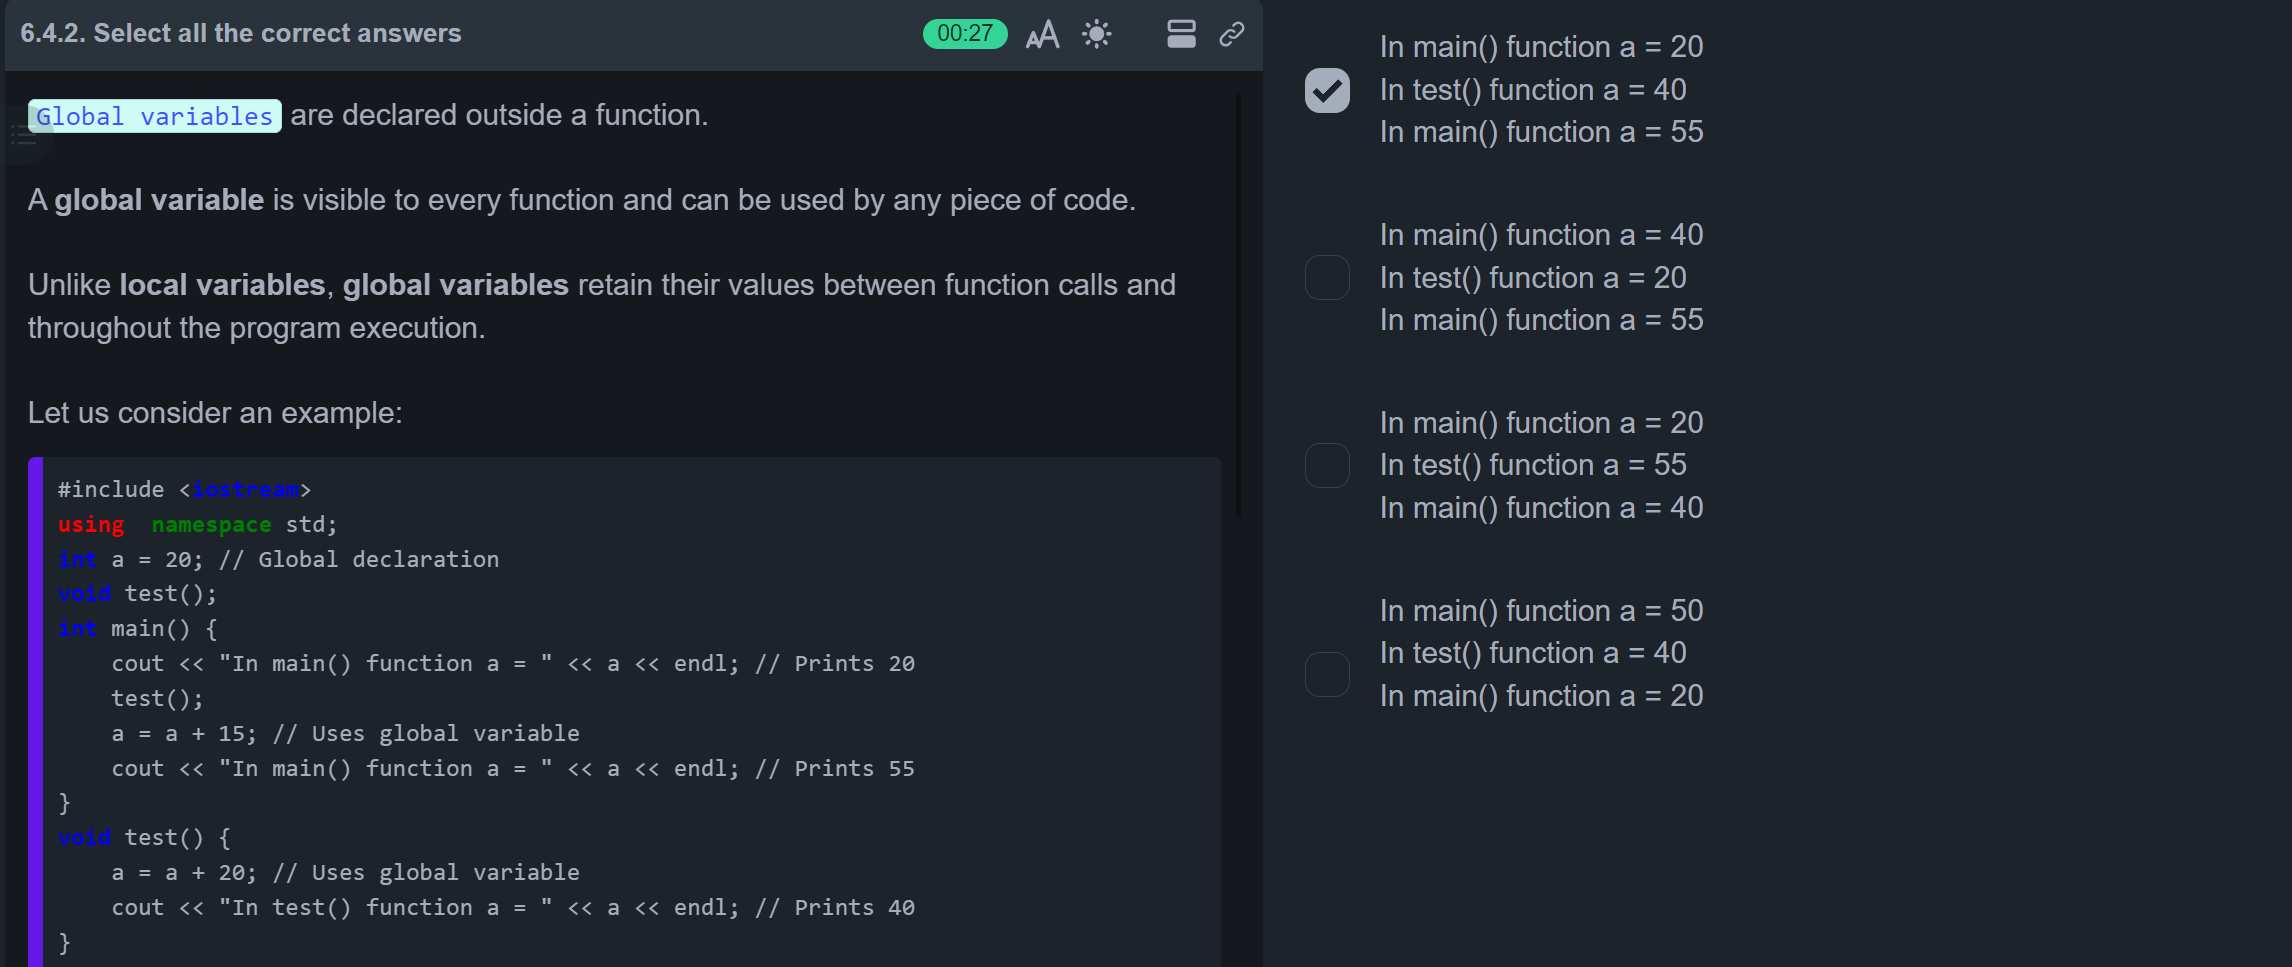 6.4.2. Select all the correct answers
00:27
Global variables are declared outside a function.
A global variable is visible to every function and can be used by any piece of code.
Unlike local variables, global variables retain their values between function calls and
throughout the program execution.
Let us consider an example:
#include <iostream>
using  namespace std;
int a = 20; // Global declaration
void test();
int main() {
    cout << "In main() function a = " << a << endl; // Prints 20
    test();
    a = a + 15; // Uses global variable
    cout << "In main() function a = " << a << endl; // Prints 55
}
void test() {
    a = a + 20; // Uses global variable
    cout << "In test() function a = " << a << endl; // Prints 40
}
In main() function a = 20
In test() function a = 40
In main() function a = 55
In main() function a = 40
In test() function a = 20
In main() function a = 55
In main() function a = 20
In test() function a = 55
In main() function a = 40
In main() function a = 50
In test() function a = 40
In main() function a = 20